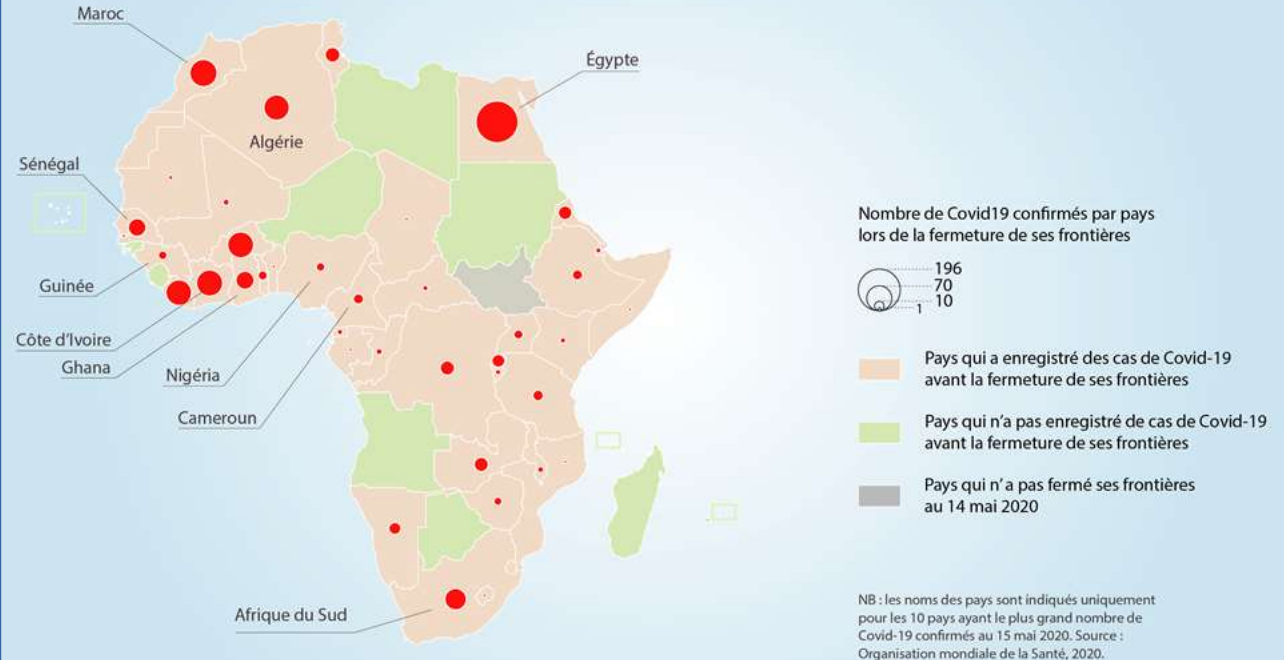 Maroc
Égypte
Algérie
Sénégal
Guinée
Côte d'Ivoire
Ghana
Nigéria
Cameroun
Afrique du Sud
Nombre de Covid19 confirmés par pays
lors de la fermeture de ses frontières
196
70
10
1
Pays qui a enregistré des cas de Covid-19
avant la fermeture de ses frontières
Pays qui n'a pas enregistré de cas de Covid-19
avant la fermeture de ses frontières
Pays qui n'a pas fermé ses frontières
au 14 mai 2020
NB : les noms des pays sont indiqués uniquement
pour les 10 pays ayant le plus grand nombre de
Covid-19 confirmés au 15 mai 2020. Source :
Organisation mondiale de la Santé, 2020.